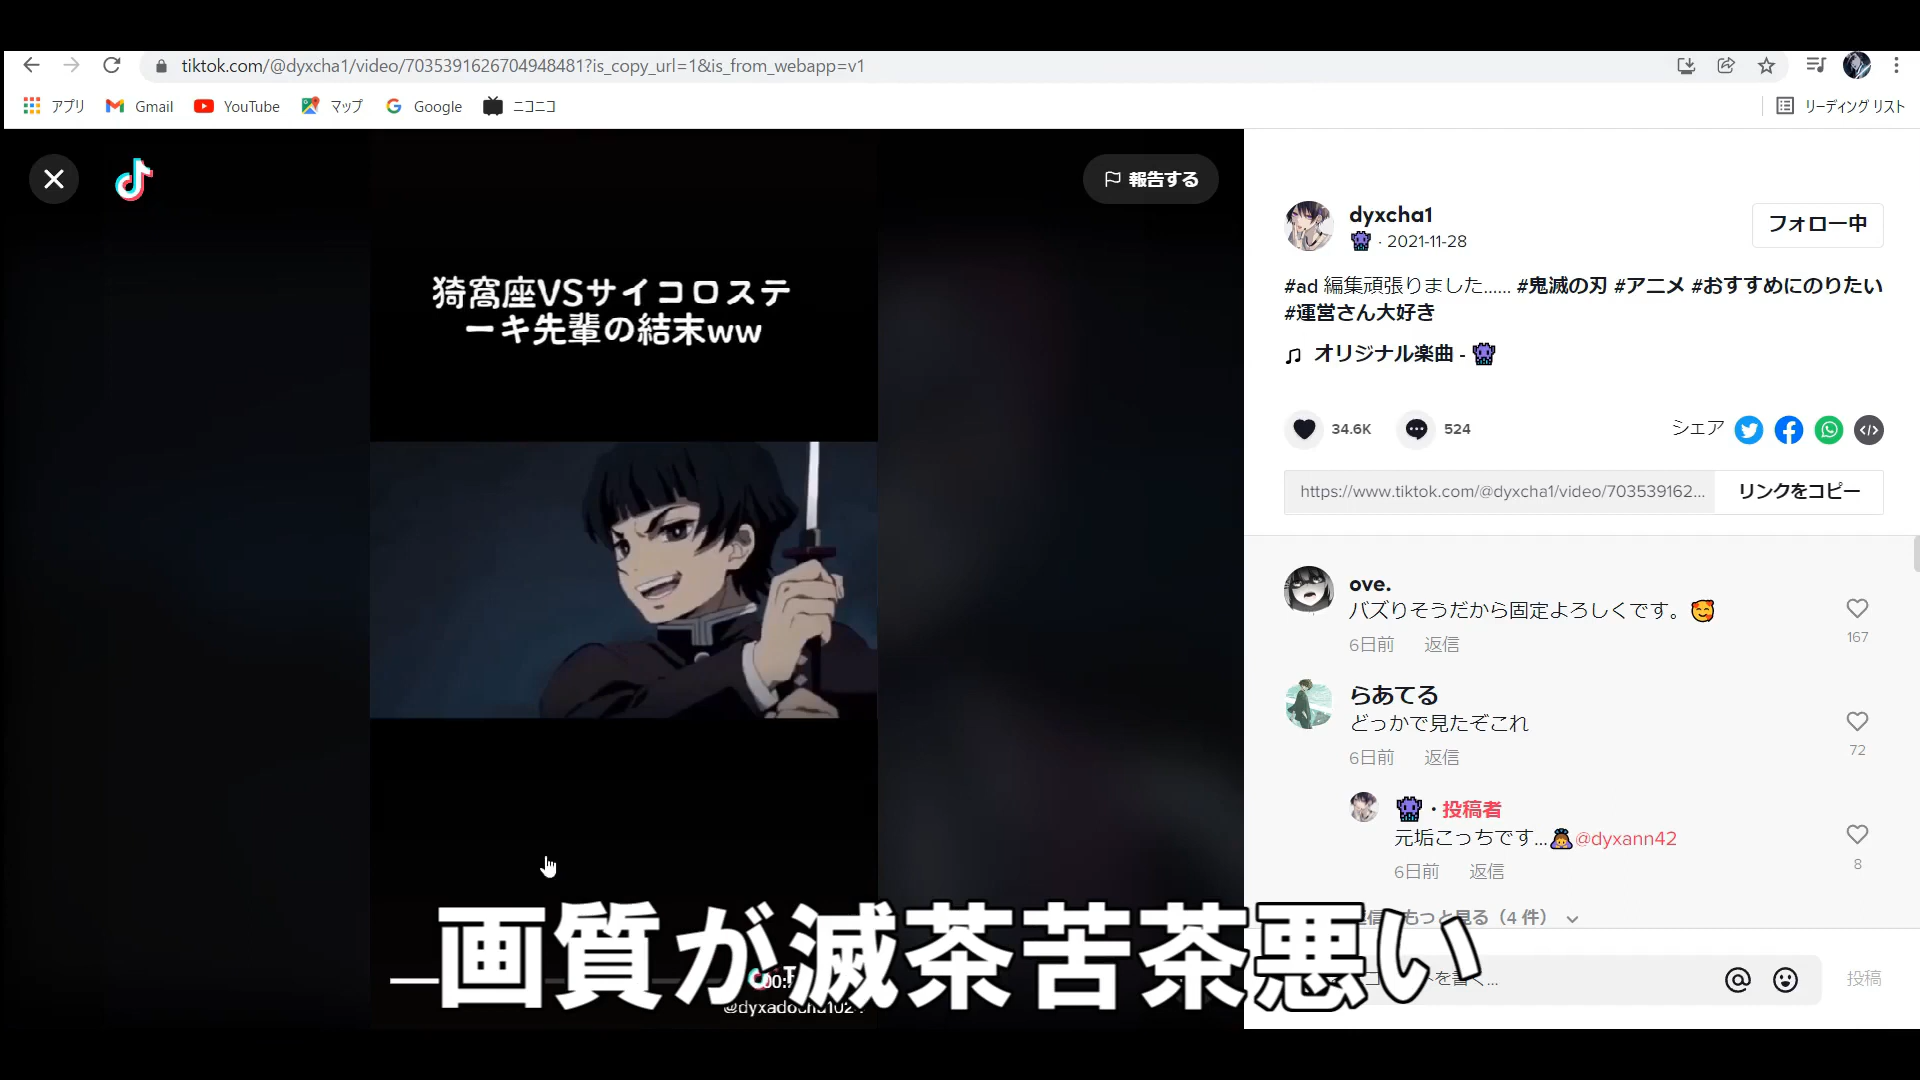 tiktok.com/@dyxcha1/video/7035391626704948481?is_copy_url=1&is_from_webapp=v1
アプリ Gmail YouTube マップ Google ニコニコ リーディング リスト
報告する
猗窩座VSサイコロステ
ーキ先輩の結末ww
dyxcha1
· 2021-11-28
フォロー中
#ad 編集頑張りました...... #鬼滅の刃 #アニメ #おすすめにのりたい
#運営さん大好き
オリジナル楽曲 -
34.6K 524 シェア
https://www.tiktok.com/@dyxcha1/video/703539162... リンクをコピー
ove.
バズりそうだから固定よろしくです。
6日前 返信
167
らあてる
どっかで見たぞこれ
6日前 返信
72
・投稿者
元垢こっちです...@dyxann42
6日前 返信
8
もっと見る（4 件）
画質が滅茶苦茶悪い
を書く...
投稿